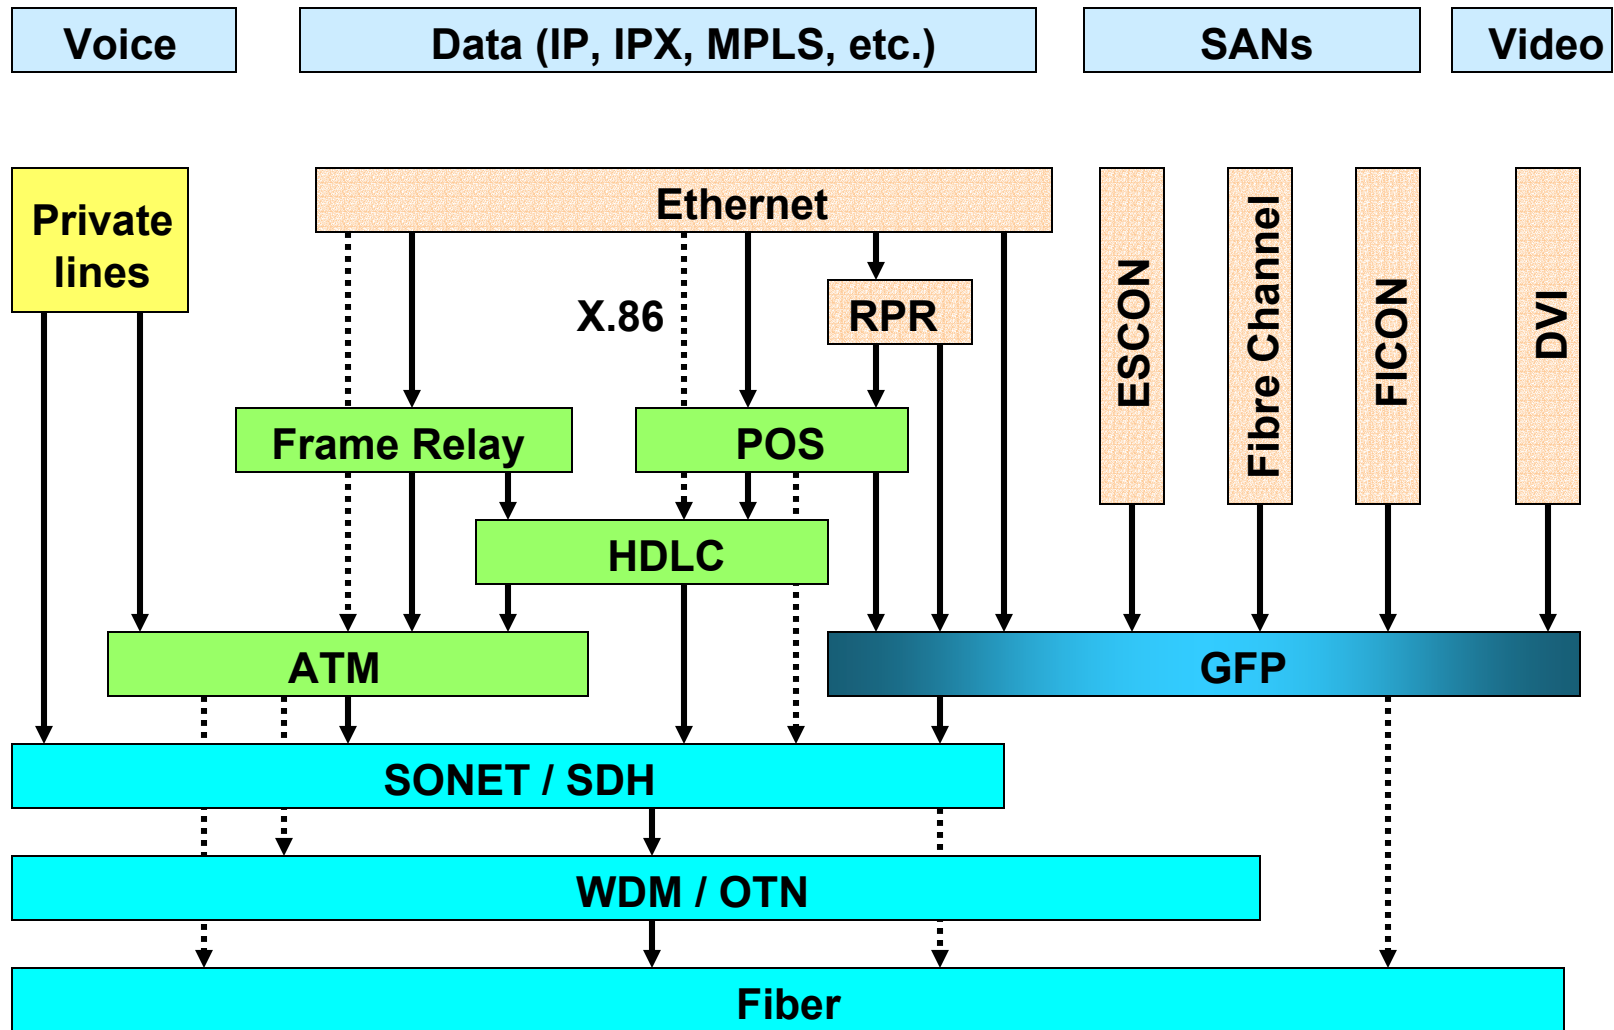 Voice
Data (IP, IPX, MPLS, etc.)
SANs
Video
Private
lines
Ethernet
X.86
RPR
ESCON
Fibre Channel
FICON
DVI
Frame Relay
POS
HDLC
ATM
GFP
SONET / SDH
WDM / OTN
Fiber